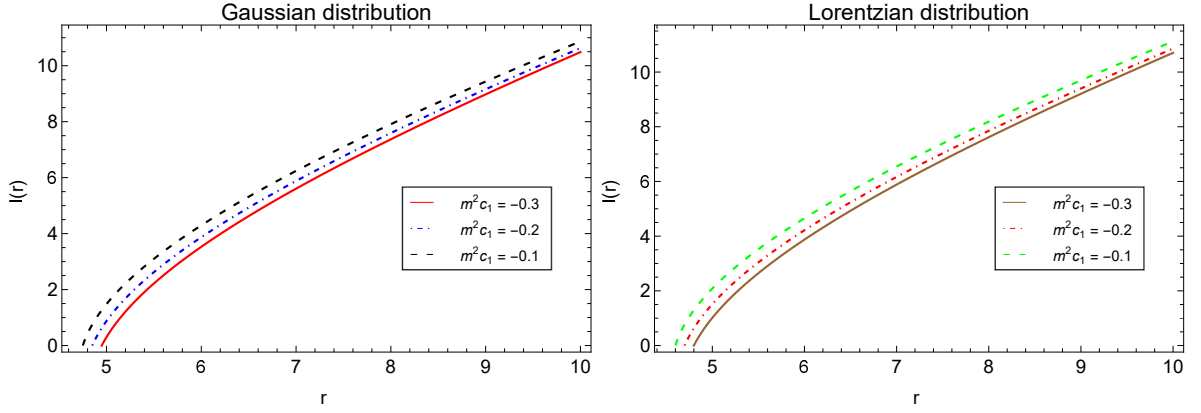 Gaussian distribution
l(r)
10
8
6
4
2
0
5
6
7
8
9
10
r
m²c₁ = −0.3
m²c₁ = −0.2
m²c₁ = −0.1
Lorentzian distribution
l(r)
10
8
6
4
2
0
5
6
7
8
9
10
r
m²c₁ = −0.3
m²c₁ = −0.2
m²c₁ = −0.1